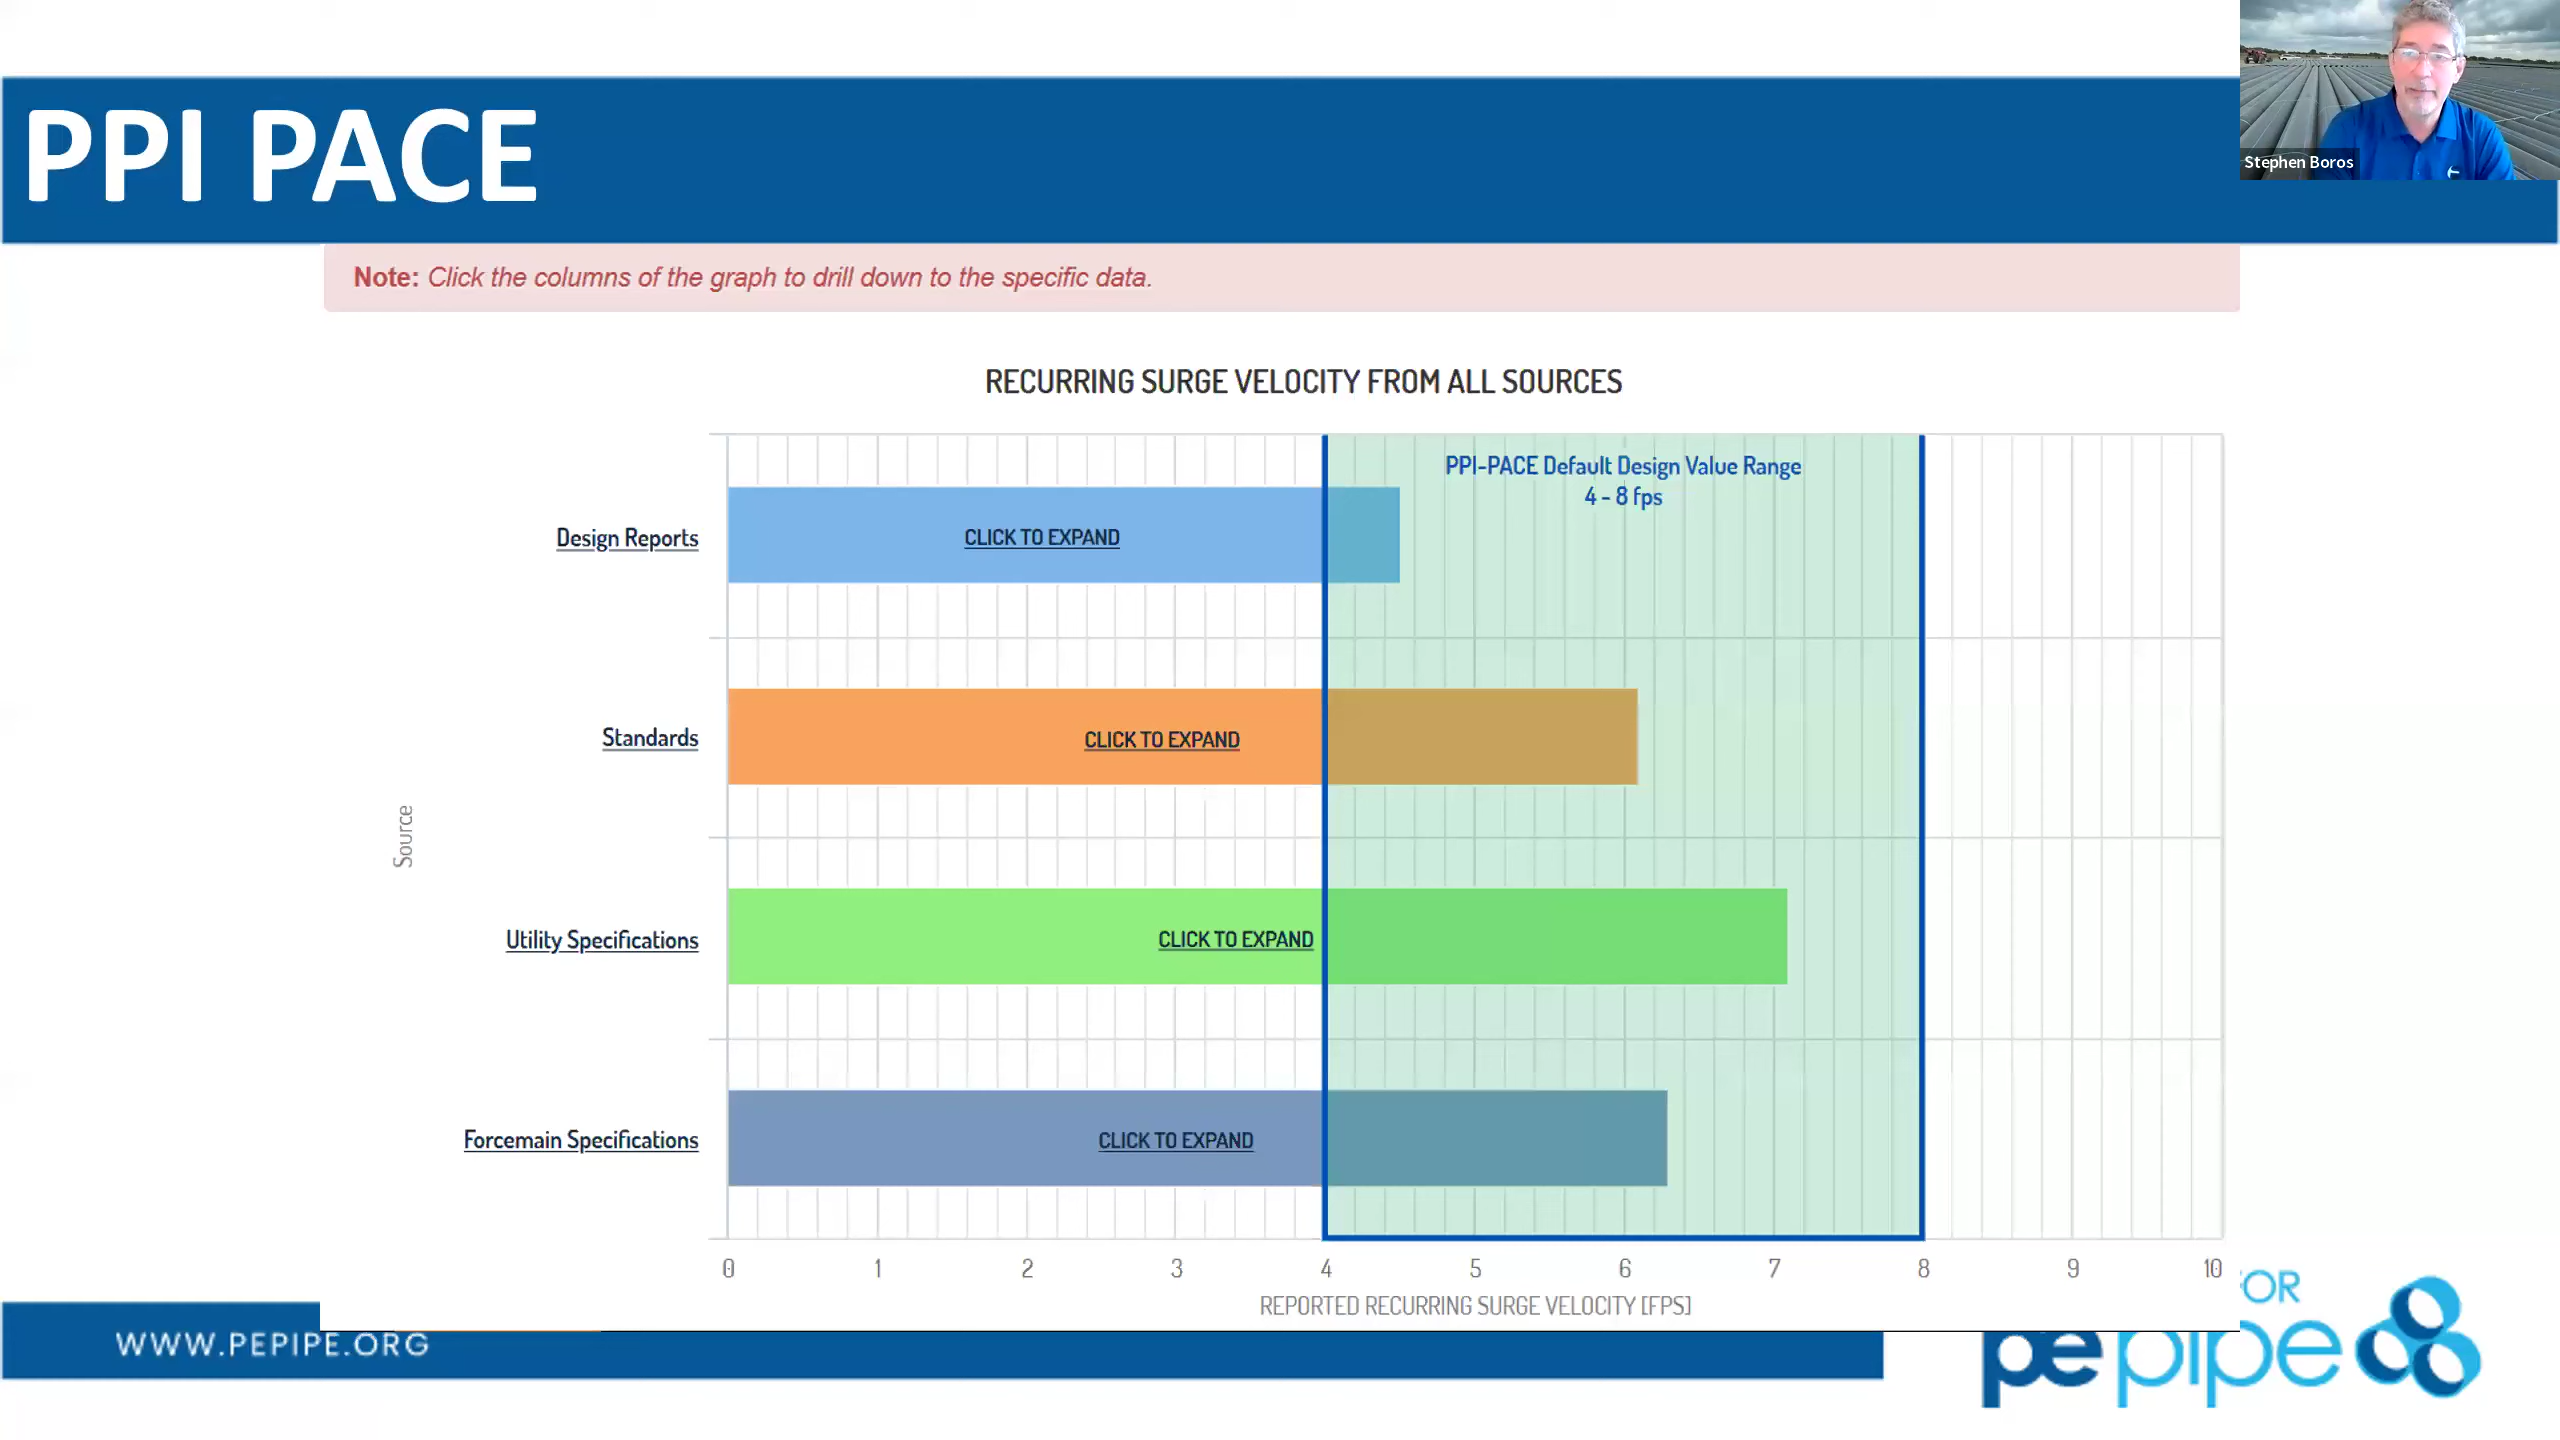 PPI PACE
Stephen Boros
Note: Click the columns of the graph to drill down to the specific data.
RECURRING SURGE VELOCITY FROM ALL SOURCES
PPI-PACE Default Design Value Range
4 - 8 fps
Design Reports
CLICK TO EXPAND
Standards
CLICK TO EXPAND
Source
Utility Specifications
CLICK TO EXPAND
Forcemain Specifications
CLICK TO EXPAND
0 1 2 3 4 5 6 7 8 9 10
REPORTED RECURRING SURGE VELOCITY [FPS]
WWW.PEPIPE.ORG
pepipe